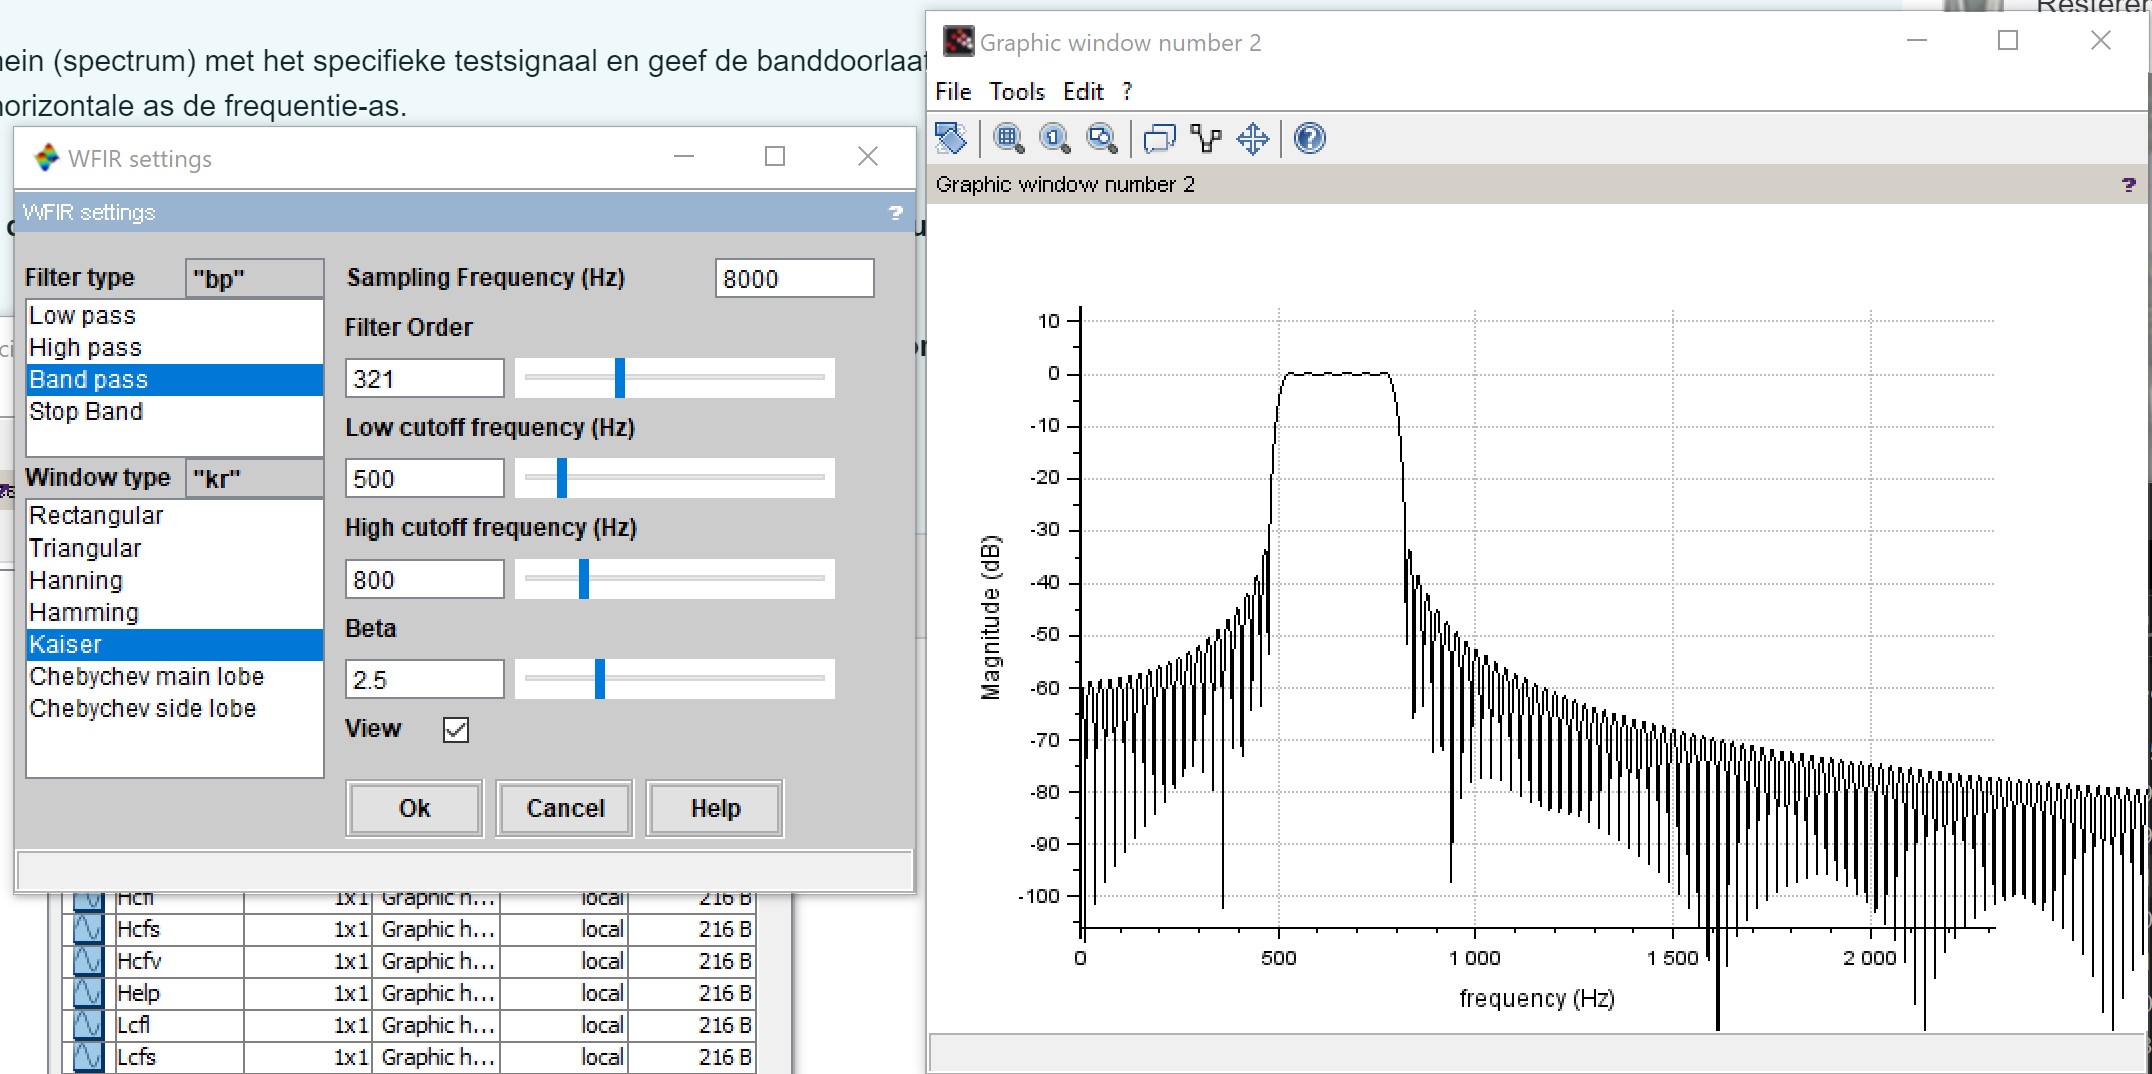 hein (spectrum) met het specifieke testsignaal en geef de banddoorlaat
horizontale as de frequentie-as.
WFIR settings
WFIR settings
?
Filter type "bp"
Low pass
High pass
Band pass
Stop Band
Window type "kr"
Rectangular
Triangular
Hanning
Hamming
Kaiser
Chebychev main lobe
Chebychev side lobe
Sampling Frequency (Hz) 8000
Filter Order
321
Low cutoff frequency (Hz)
500
High cutoff frequency (Hz)
800
Beta
2.5
View
Ok Cancel Help
Hcfl 1x1 Graphic h... local 216 B
Hcfs 1x1 Graphic h... local 216 B
Hcfv 1x1 Graphic h... local 216 B
Help 1x1 Graphic h... local 216 B
Lcfl 1x1 Graphic h... local 216 B
Lcfs 1x1 Graphic h... local 216 B
Graphic window number 2
File Tools Edit ?
Graphic window number 2
?
10
0
-10
-20
-30
-40
-50
-60
-70
-80
-90
-100
Magnitude (dB)
0 500 1 000 1 500 2 000
frequency (Hz)